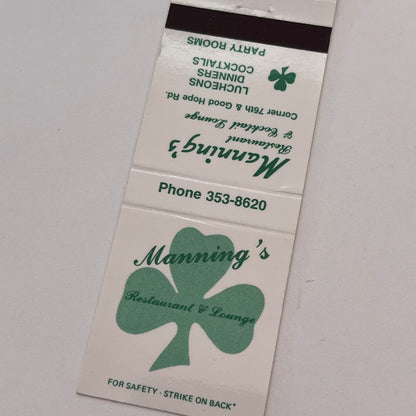 Manning's
Restaurant & Lounge
FOR SAFETY - STRIKE ON BACK
Phone 353-8620
Manning's
Restaurant
& Cocktail Lounge
Corner 76th & Good Hope Rd.
LUCHEONS
DINNERS
COCKTAILS
PARTY ROOMS